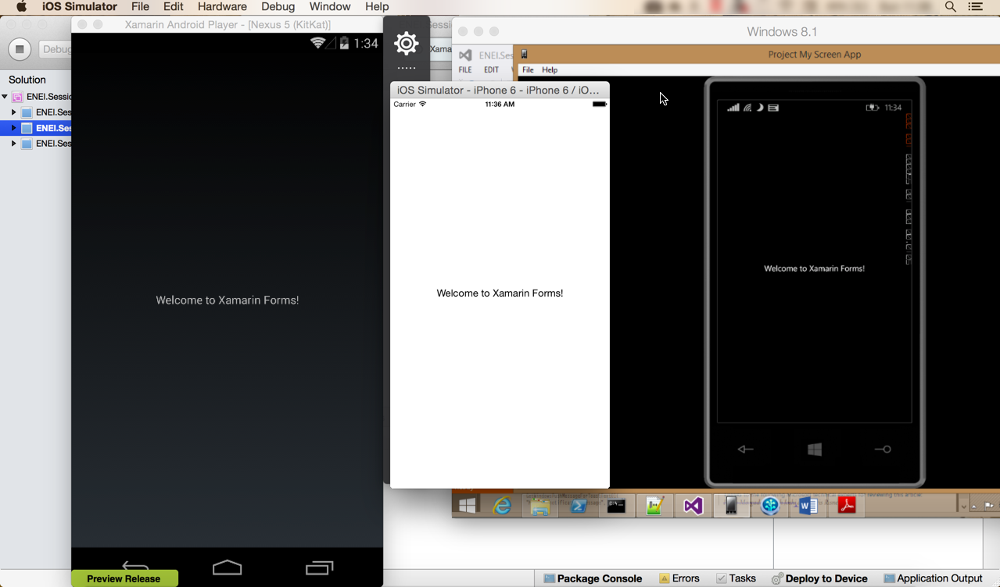 iOS Simulator File Edit Hardware Debug Window Help
Xamarin Android Player - [Nexus 5 (KitKat)]
Debug
Solution
ENEI.Sessi
ENEI.Ses
ENEI.Ses
ENEI.Ses
1:34
Welcome to Xamarin Forms!
Preview Release
Sessi
Xama
iOS Simulator - iPhone 6 - iPhone 6 / iO...
Carrier 11:36 AM
Welcome to Xamarin Forms!
Windows 8.1
ENEI.Ses
FILE EDIT
Project My Screen App
File Help
11:34
Welcome to Xamarin Forms!
Package Console Errors Tasks Deploy to Device Application Output